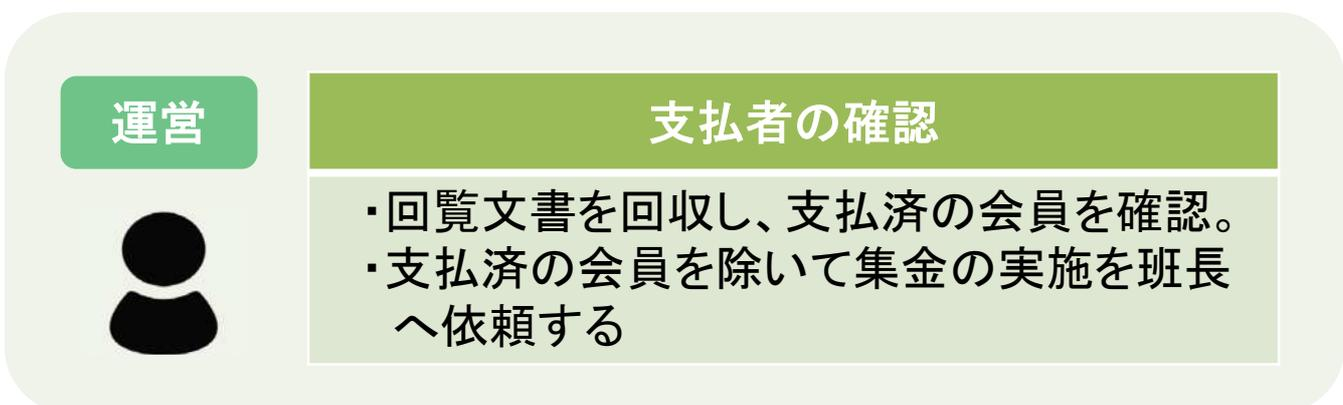 運営
支払者の確認
・回覧文書を回収し、支払済の会員を確認。
・支払済の会員を除いて集金の実施を班長
へ依頼する